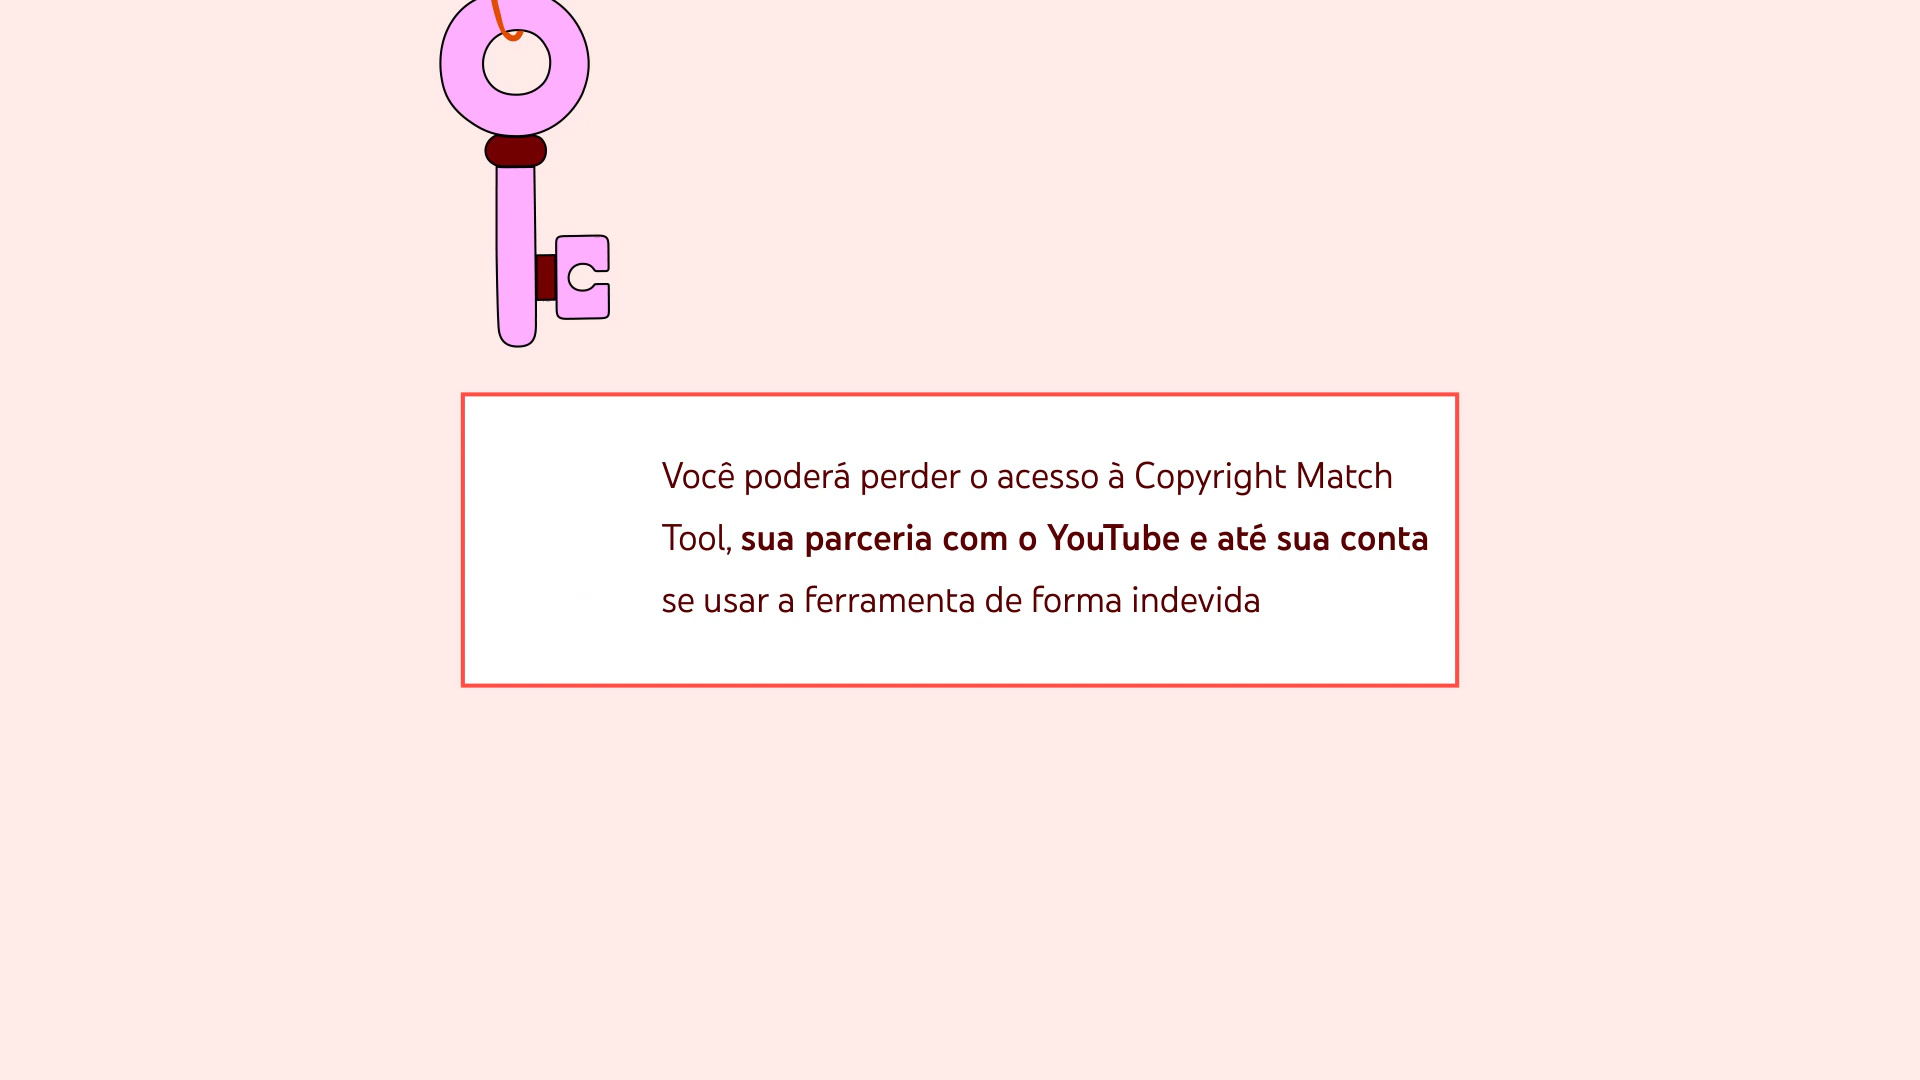 Você poderá perder o acesso à Copyright Match
Tool, sua parceria com o YouTube e até sua conta
se usar a ferramenta de forma indevida